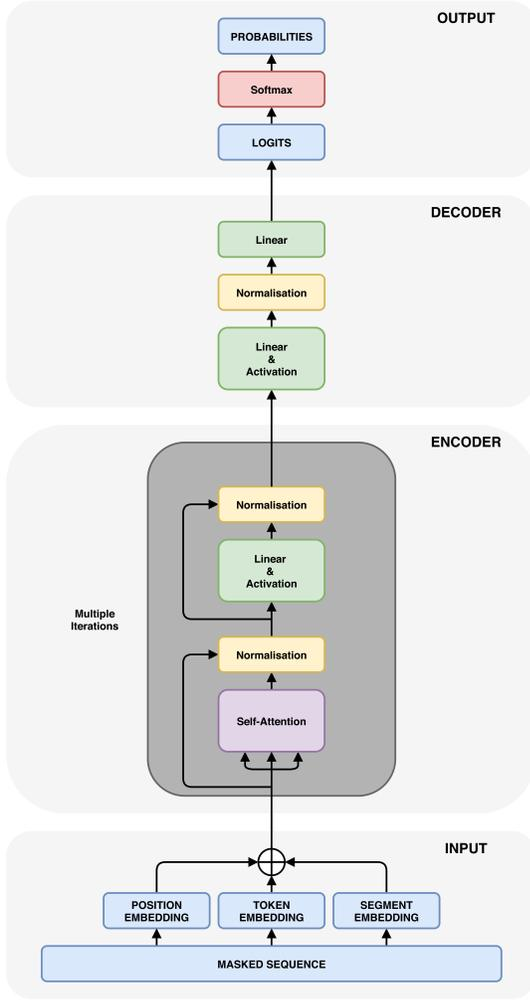 OUTPUT
PROBABILITIES
Softmax
LOGITS
DECODER
Linear
Normalisation
Linear
&
Activation
ENCODER
Normalisation
Linear
&
Activation
Multiple
Iterations
Normalisation
Self-Attention
INPUT
POSITION
EMBEDDING
TOKEN
EMBEDDING
SEGMENT
EMBEDDING
MASKED SEQUENCE